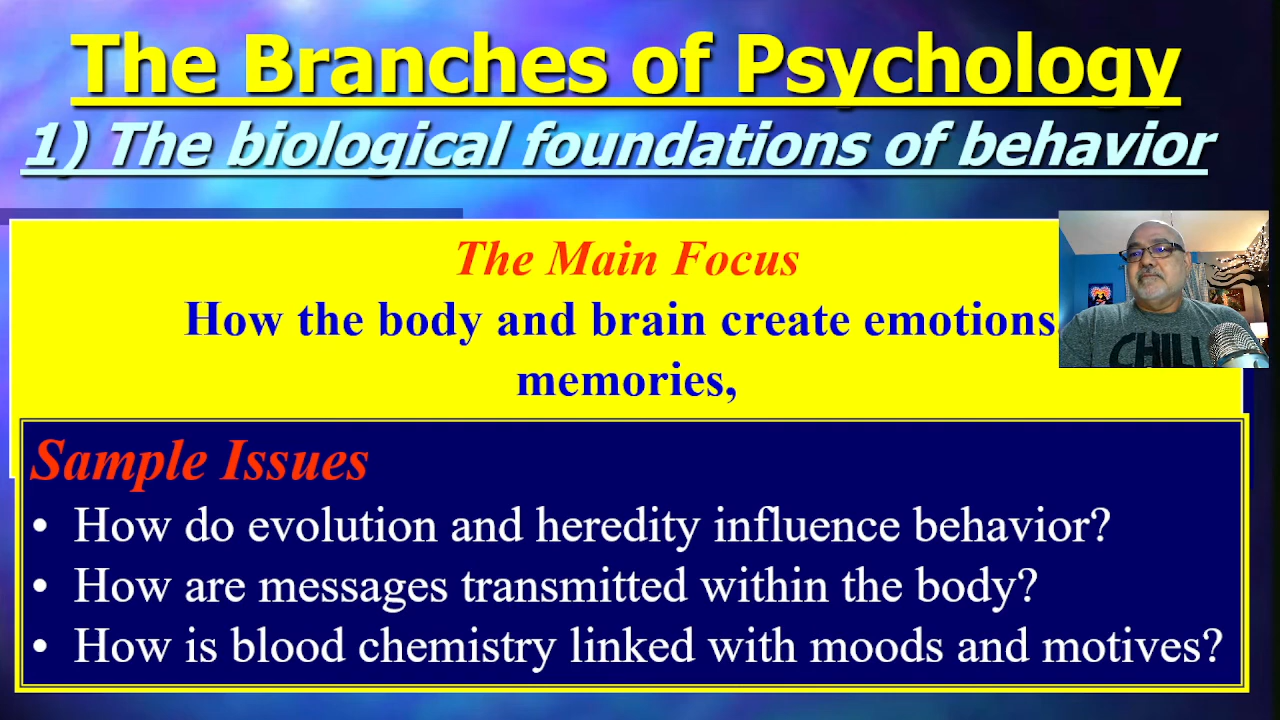 The Branches of Psychology
1) The biological foundations of behavior
The Main Focus
How the body and brain create emotions
memories,
Sample Issues
• How do evolution and heredity influence behavior?
• How are messages transmitted within the body?
• How is blood chemistry linked with moods and motives?
CHILL